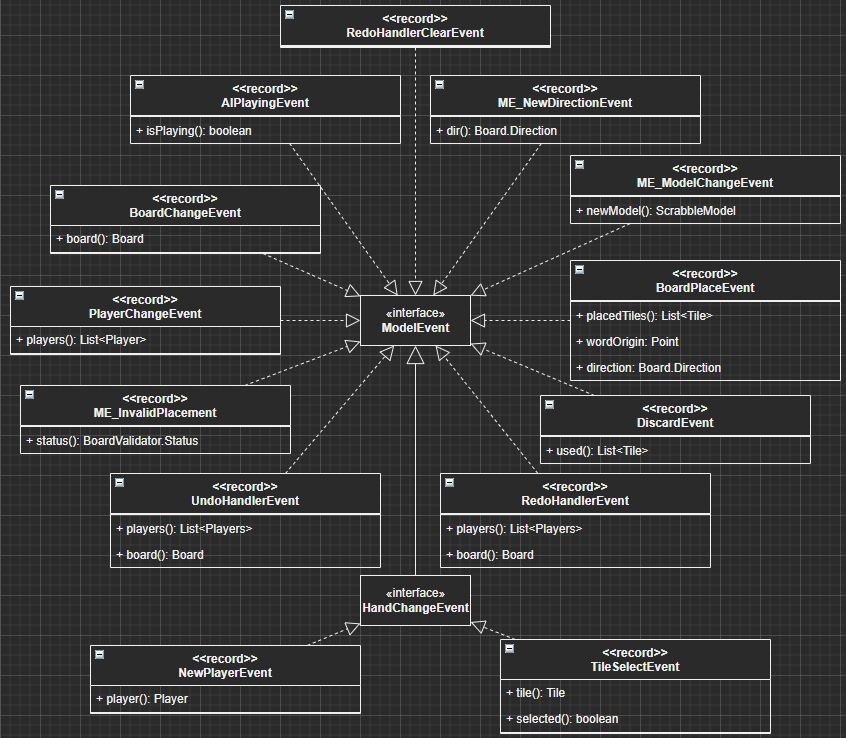 <<record>>
RedoHandlerClearEvent
<<record>>
AIPlayingEvent
+ isPlaying(): boolean
<<record>>
ME_NewDirectionEvent
+ dir(): Board.Direction
<<record>>
ME_ModelChangeEvent
+ newModel(): ScrabbleModel
<<record>>
BoardChangeEvent
+ board(): Board
<<record>>
BoardPlaceEvent
+ placedTiles(): List<Tile>
+ wordOrigin: Point
+ direction: Board.Direction
<<record>>
PlayerChangeEvent
+ players(): List<Player>
«interface»
ModelEvent
<<record>>
ME_InvalidPlacement
+ status(): BoardValidator.Status
<<record>>
DiscardEvent
+ used(): List<Tile>
<<record>>
UndoHandlerEvent
+ players(): List<Players>
+ board(): Board
<<record>>
RedoHandlerEvent
+ players(): List<Players>
+ board(): Board
«interface»
HandChangeEvent
<<record>>
NewPlayerEvent
+ player(): Player
<<record>>
TileSelectEvent
+ tile(): Tile
+ selected(): boolean